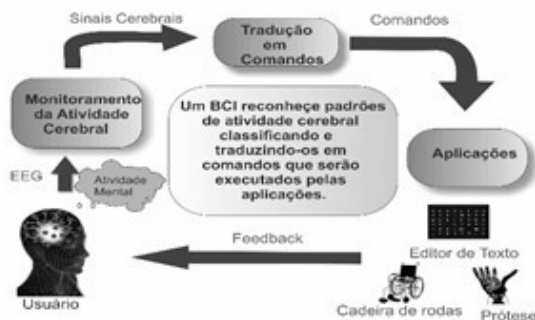 Sinais Cerebrais
Tradução
em
Comandos
Comandos
Monitoramento
da Atividade
Cerebral
Um BCI reconheçe padrões
de atividade cerebral
classificando e
traduzindo-os em
comandos que serão
executados pelas
aplicações.
Aplicações
EEG
Atividade
Mental
Editor de Texto
Feedback
Usuário
Cadeira de rodas
Prótese